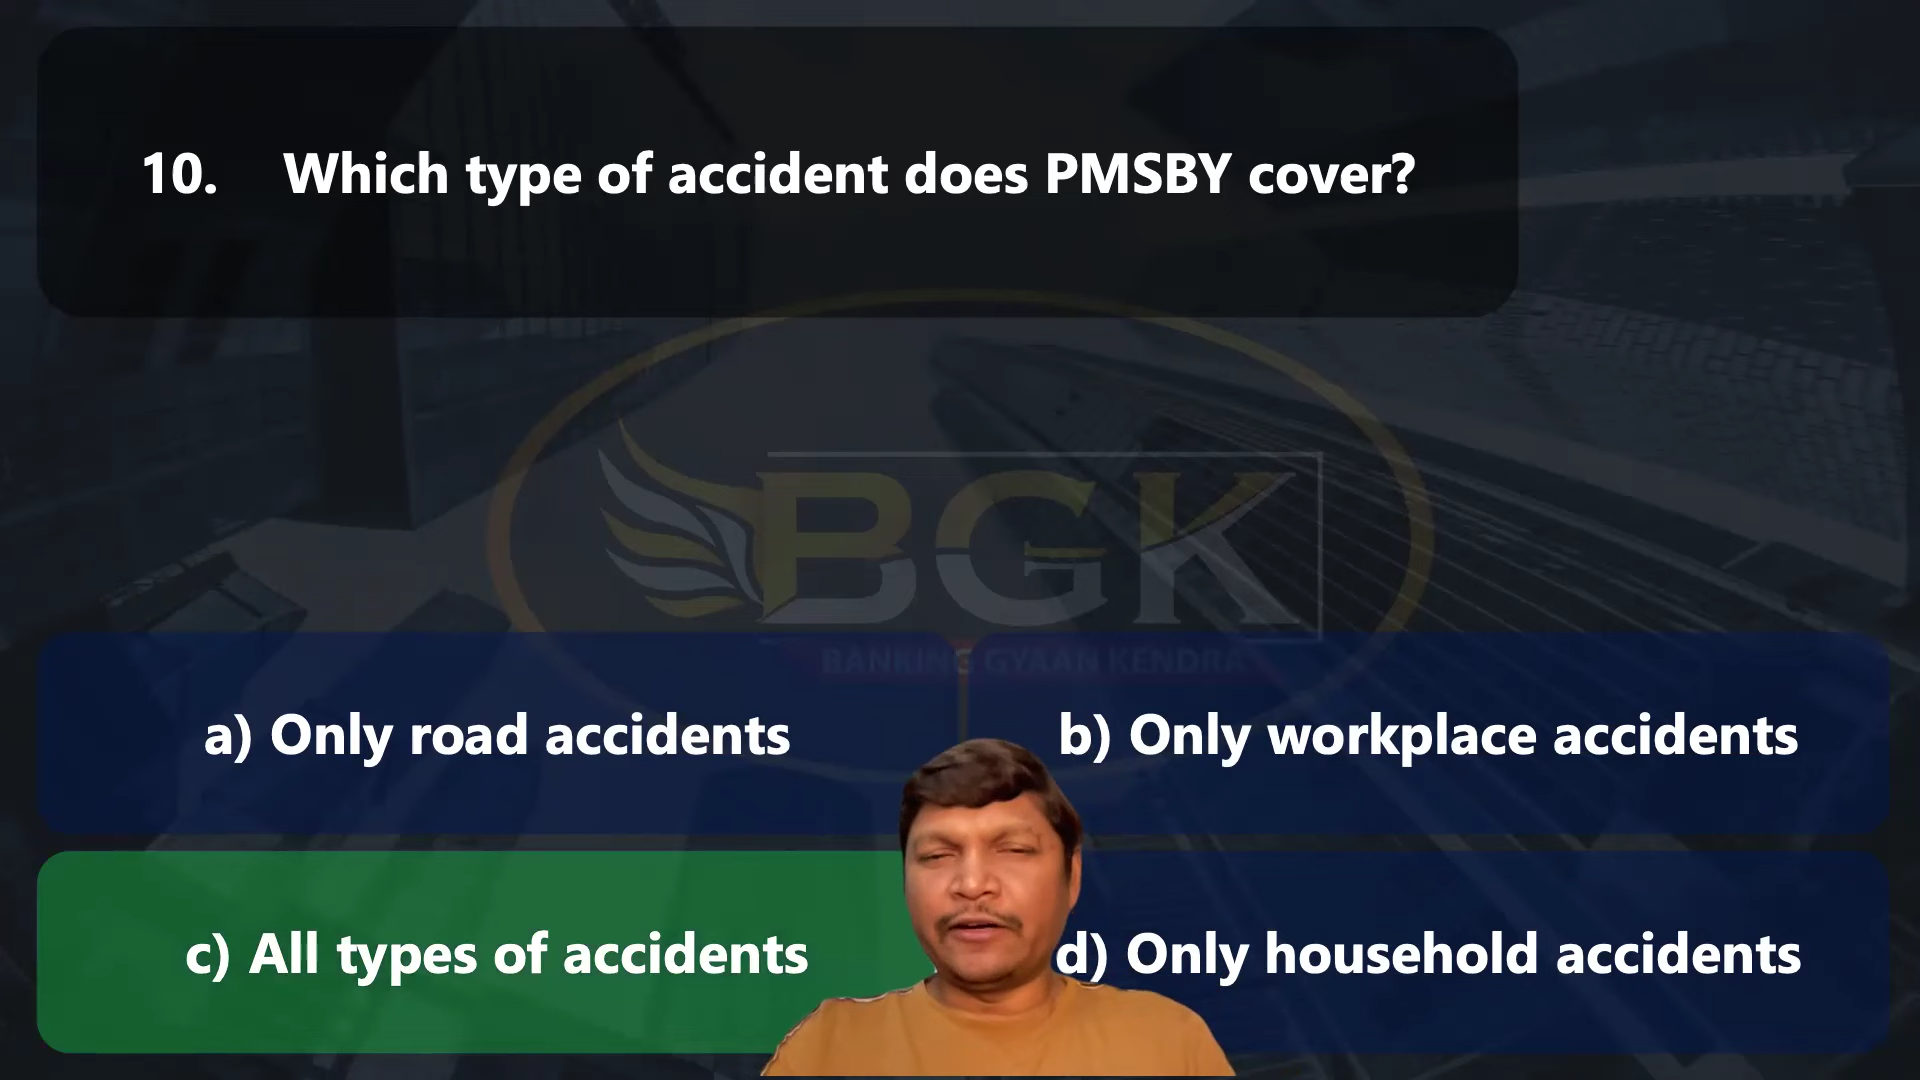 10. Which type of accident does PMSBY cover?
BGK
BANKING GYAAN KENDRA
a) Only road accidents
b) Only workplace accidents
c) All types of accidents
d) Only household accidents